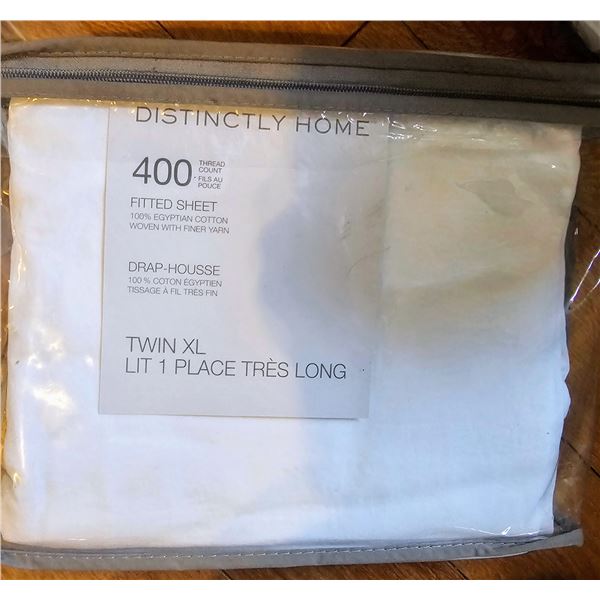 DISTINCTLY HOME
400 THREAD COUNT
FILS AU POUCE
FITTED SHEET
100% EGYPTIAN COTTON
WOVEN WITH FINER YARN
DRAP-HOUSSE
100 % COTON ÉGYPTIEN
TISSAGE À FIL TRÈS FIN
TWIN XL
LIT 1 PLACE TRÈS LONG